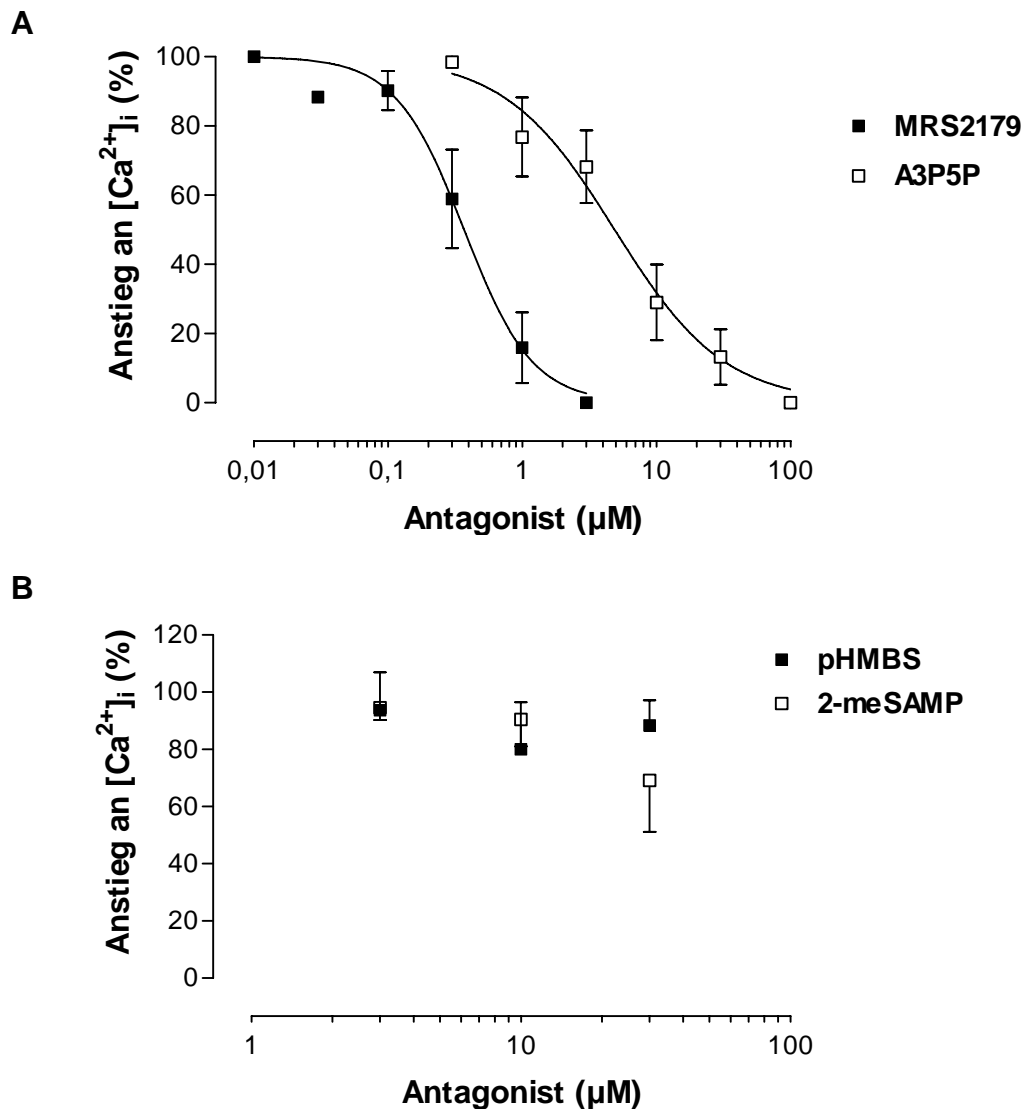 A
Anstieg an [Ca²⁺]ᵢ (%)
100
80
60
40
20
0
0,01 0,1 1 10 100
Antagonist (µM)
MRS2179
A3P5P
B
Anstieg an [Ca²⁺]ᵢ (%)
120
100
80
60
40
20
0
1 10 100
Antagonist (µM)
pHMBS
2-meSAMP